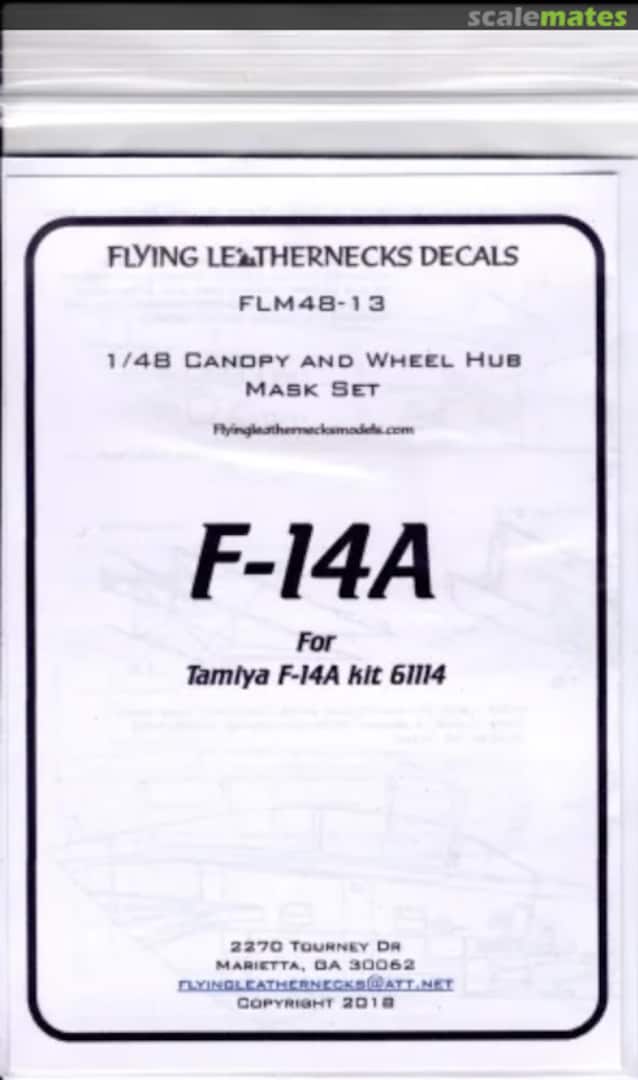 scalemates
FLYING LEATHERNECKS DECALS
FLM48-13
1/48 CANOPY AND WHEEL HUB
MASK SET
Flyingleathernecksmodels.com
F-14A
For
Tamiya F-14A kit 61114
2270 TOURNEY DR
MARIETTA, GA 30062
FLYINGLEATHERNECKS@ATT.NET
COPYRIGHT 2018